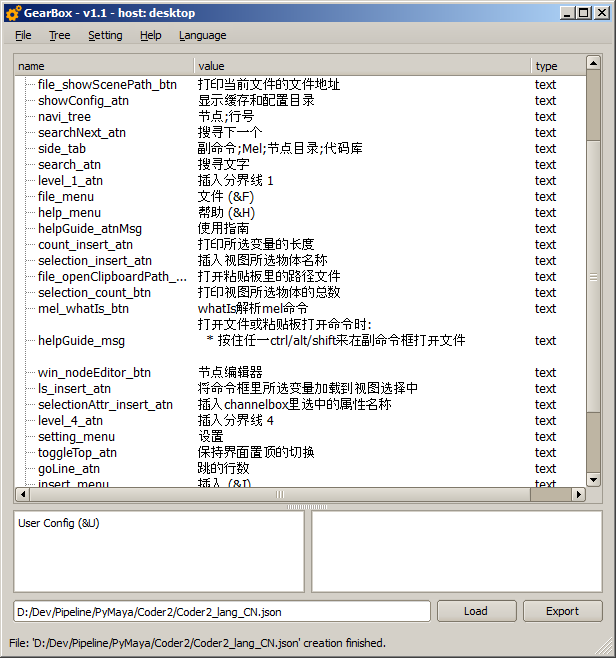 GearBox - v1.1 - host: desktop
File Tree Setting Help Language
name value type
file_showScenePath_btn 打印当前文件的文件地址 text
showConfig_atn 显示缓存和配置目录 text
navi_tree 节点;行号 text
searchNext_atn 搜寻下一个 text
side_tab 副命令;Mel;节点目录;代码库 text
search_atn 搜寻文字 text
level_1_atn 插入分界线 1 text
file_menu 文件 (&F) text
help_menu 帮助 (&H) text
helpGuide_atnMsg 使用指南 text
count_insert_atn 打印所选变量的长度 text
selection_insert_atn 插入视图所选物体名称 text
file_openClipboardPath_... 打开粘贴板里的路径文件 text
selection_count_btn 打印视图所选物体的总数 text
mel_whatIs_btn whatIs解析mel命令 text
打开文件或粘贴板打开命令时:
helpGuide_msg * 按住任一ctrl/alt/shift来在副命令框打开文件 text
win_nodeEditor_btn 节点编辑器 text
ls_insert_atn 将命令框里所选变量加载到视图选择中 text
selectionAttr_insert_atn 插入channelbox里选中的属性名称 text
level_4_atn 插入分界线 4 text
setting_menu 设置 text
toggleTop_atn 保持界面置顶的切换 text
goLine_atn 跳的行数 text
insert_menu 插入 (&I) text
User Config (&U)
D:/Dev/Pipeline/PyMaya/Coder2/Coder2_lang_CN.json Load Export
File: 'D:/Dev/Pipeline/PyMaya/Coder2/Coder2_lang_CN.json' creation finished.